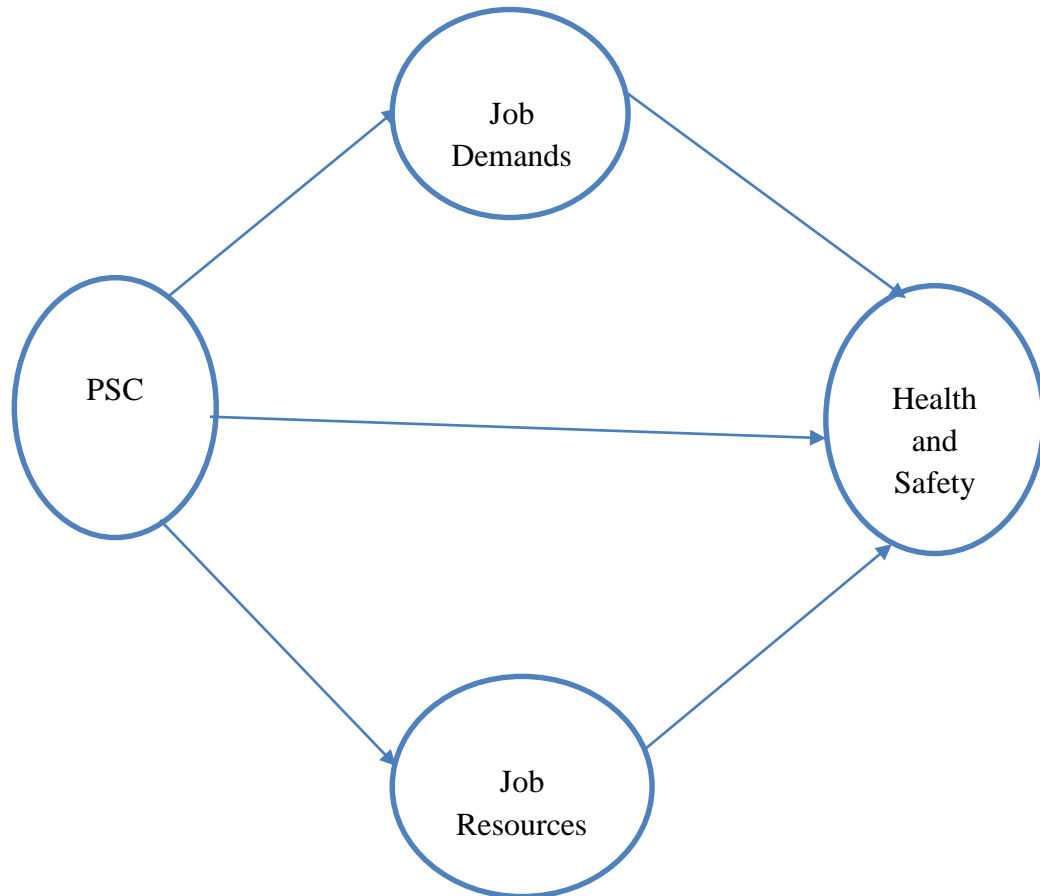 Job
Demands
PSC
Health
and
Safety
Job
Resources